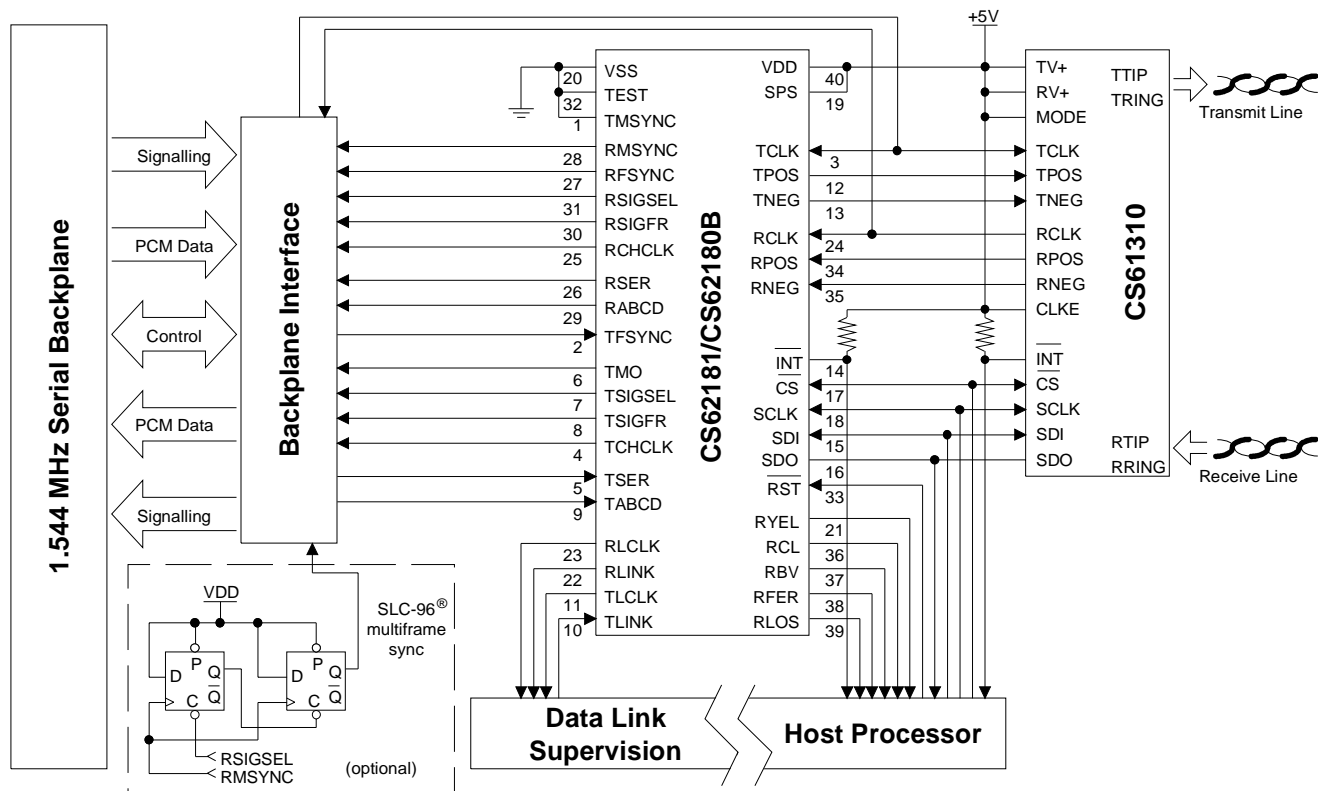 1.544 MHz Serial Backplane
Signalling
PCM Data
Control
PCM Data
Signalling
Backplane Interface
CS62181/CS62180B
VSS
20
TEST
32
TMSYNC
1
RMSYNC
28
RFSYNC
27
RSIGSEL
31
RSIGFR
30
RCHCLK
25
RSER
26
RABCD
29
TFSYNC
2
TMO
6
TSIGSEL
7
TSIGFR
8
TCHCLK
4
TSER
5
TABCD
9
RLCLK
23
RLINK
22
TLCLK
11
TLINK
10
VDD
40
SPS
19
TCLK
3
TPOS
12
TNEG
13
RCLK
24
RPOS
34
RNEG
35
INT
14
CS
17
SCLK
18
SDI
15
SDO
16
RST
33
RYEL
21
RCL
36
RBV
37
RFER
38
RLOS
39
+5V
CS61310
TV+
RV+
MODE
TCLK
TPOS
TNEG
RCLK
RPOS
RNEG
CLKE
INT
CS
SCLK
SDI
SDO
TTIP
TRING
Transmit Line
RTIP
RRING
Receive Line
VDD
SLC-96®
multiframe
sync
D
P
Q
Q
C
D
P
Q
Q
C
RSIGSEL
RMSYNC
(optional)
Data Link
Supervision
Host Processor